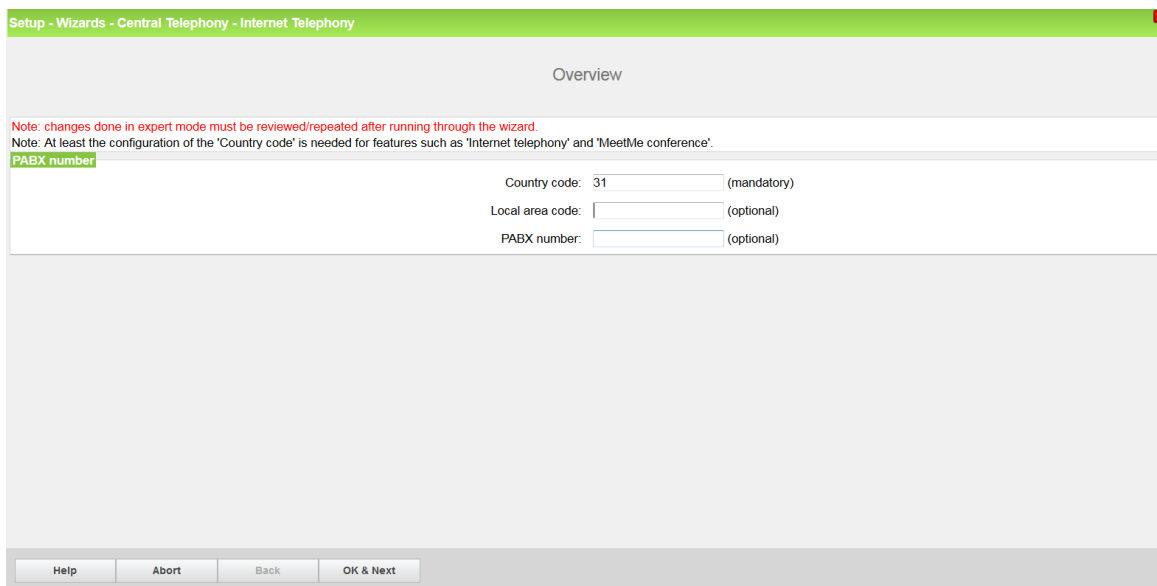 Setup - Wizards - Central Telephony - Internet Telephony
Overview
Note: changes done in expert mode must be reviewed/repeated after running through the wizard.
Note: At least the configuration of the 'Country code' is needed for features such as 'Internet telephony' and 'MeetMe conference'.
PABX number
Country code: 31 (mandatory)
Local area code: (optional)
PABX number: (optional)
Help Abort Back OK & Next